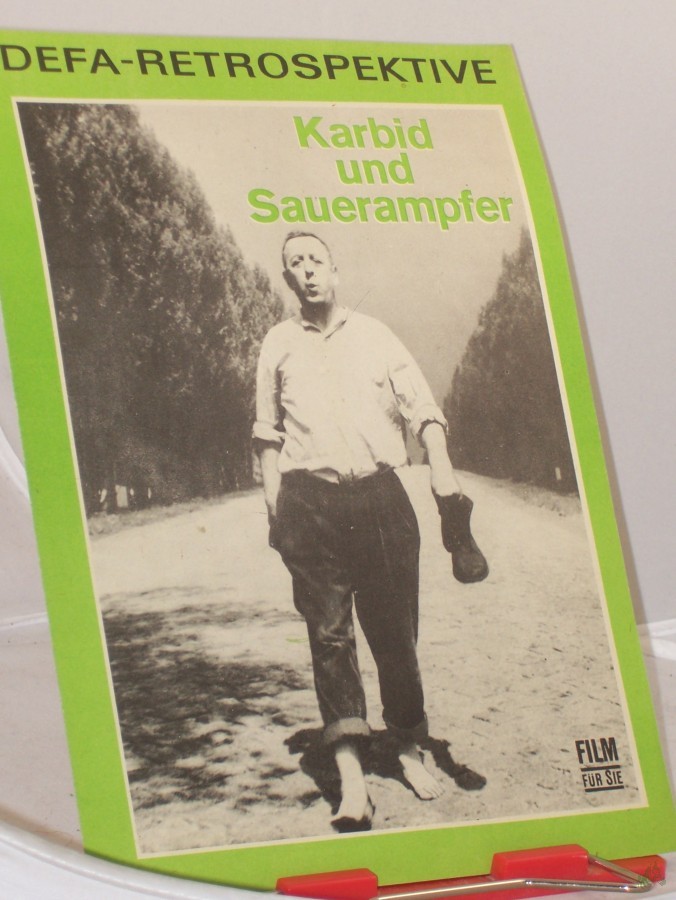 DEFA-RETROSPEKTIVE
Karbid
und
Sauerampfer
FILM
FÜR SIE